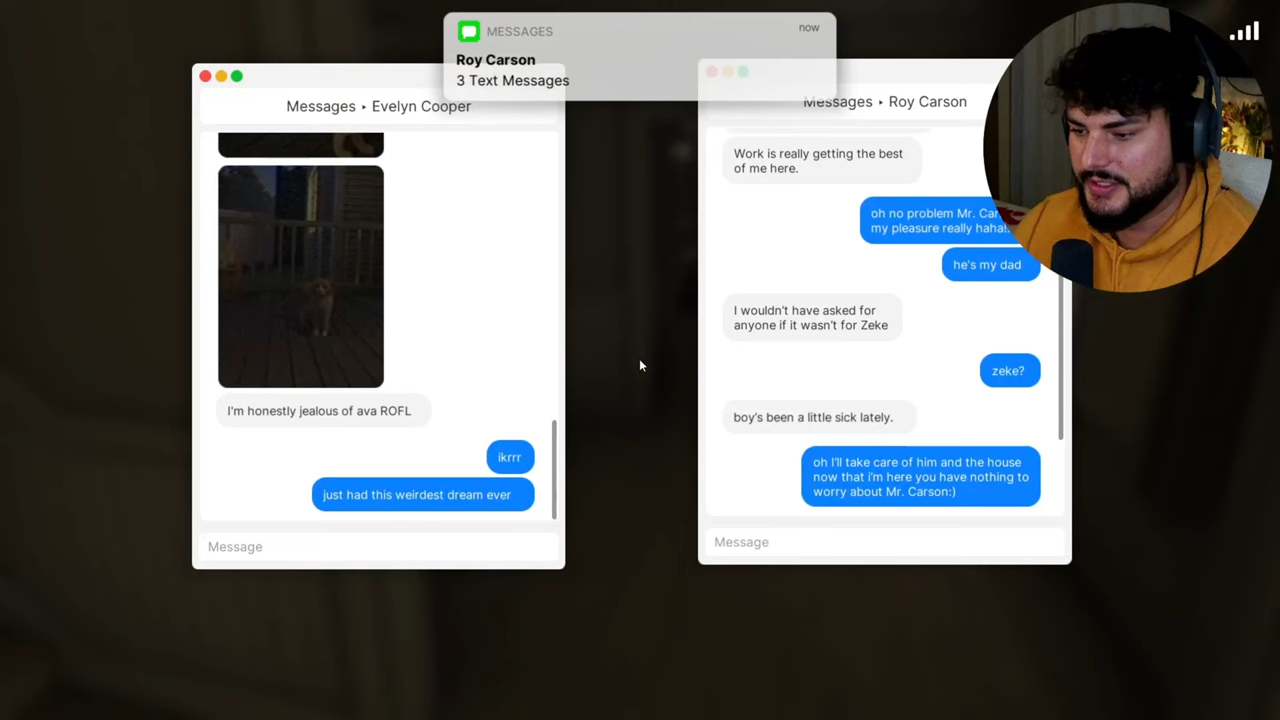 MESSAGES
now
Roy Carson
3 Text Messages
Messages ‣ Evelyn Cooper
I'm honestly jealous of ava ROFL
ikrrr
just had this weirdest dream ever
Message
Messages ‣ Roy Carson
Work is really getting the best
of me here.
oh no problem Mr.
my pleasure really haha!
he's my dad
I wouldn't have asked for
anyone if it wasn't for Zeke
zeke?
boy's been a little sick lately.
oh I'll take care of him and the house
now that i'm here you have nothing to
worry about Mr. Carson:)
Message